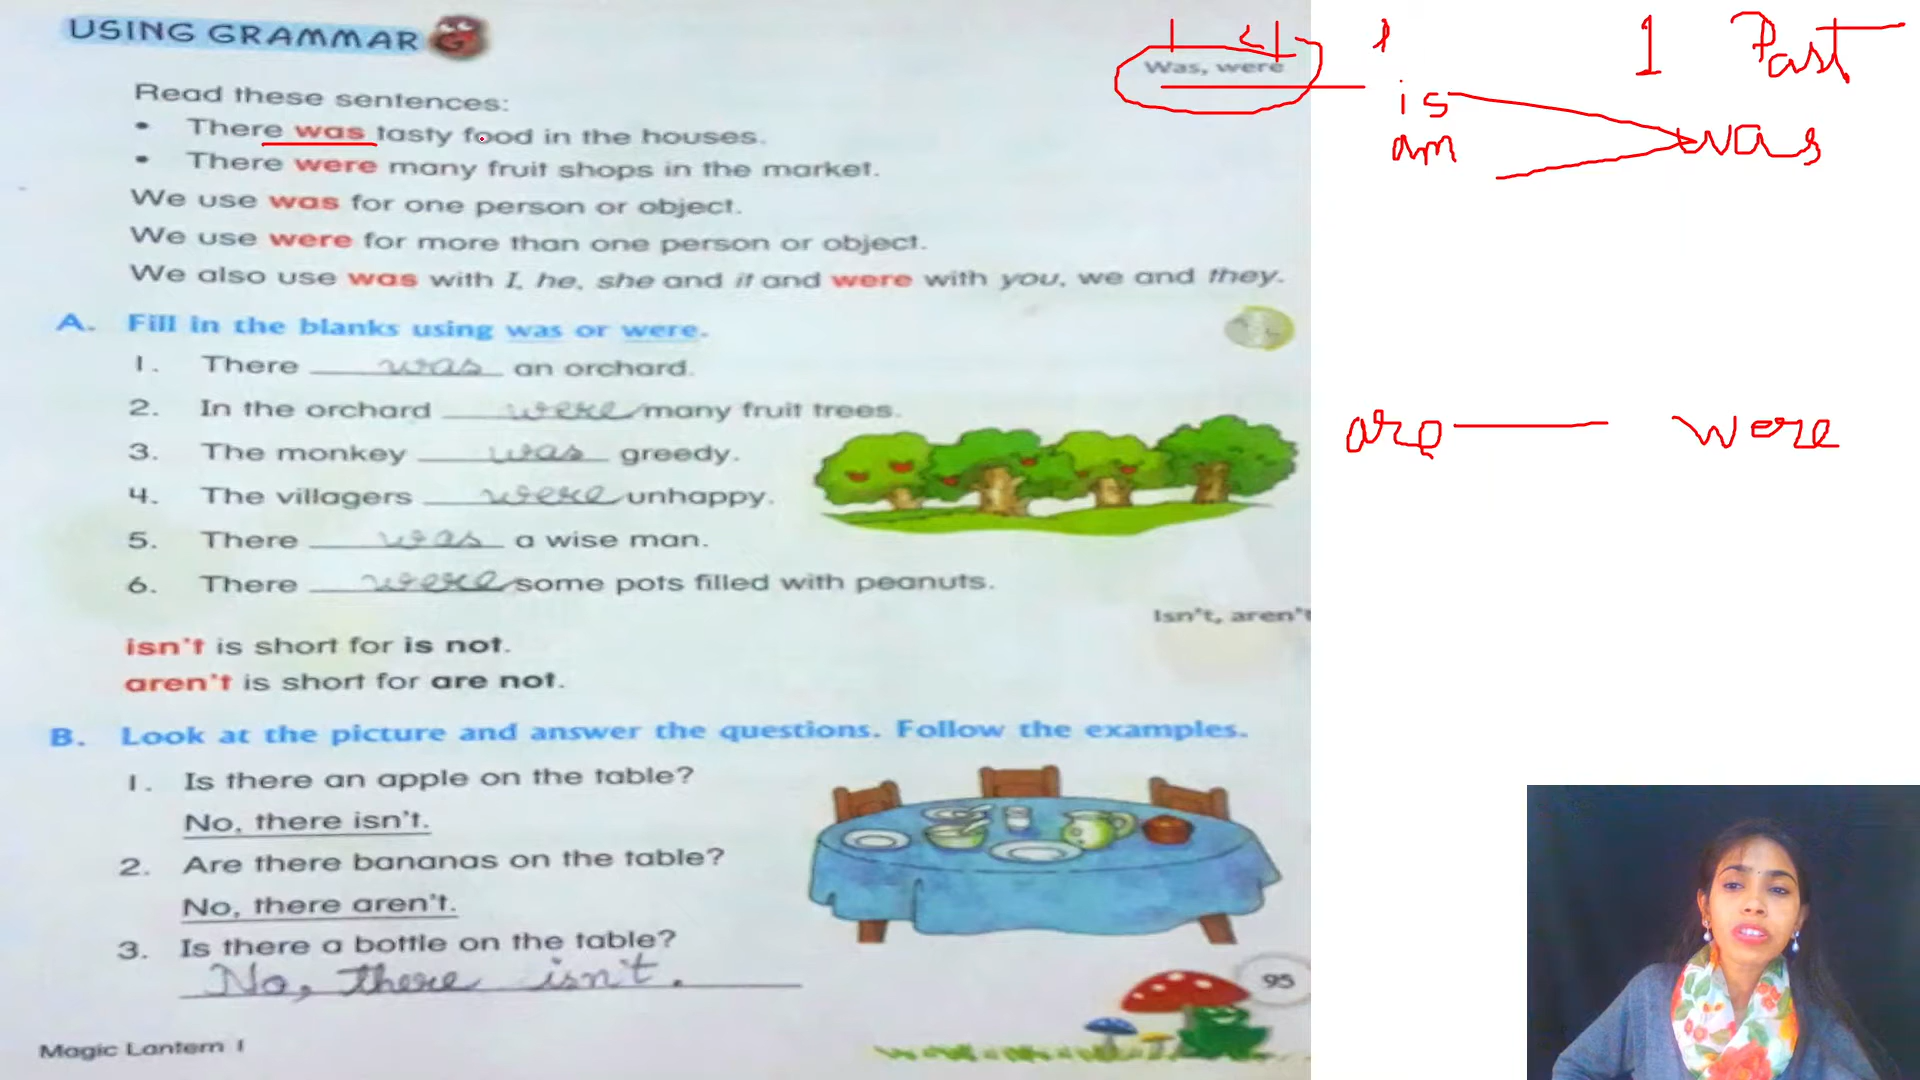 USING GRAMMAR
Was, were
1 Past
is
am
was
Read these sentences:
• There was tasty food in the houses.
• There were many fruit shops in the market.
We use was for one person or object.
We use were for more than one person or object.
We also use was with I, he, she and it and were with you, we and they.
A. Fill in the blanks using was or were.
1. There was an orchard.
2. In the orchard were many fruit trees.
are were
3. The monkey was greedy.
4. The villagers were unhappy.
5. There was a wise man.
6. There were some pots filled with peanuts.
Isn't, aren't
isn't is short for is not.
aren't is short for are not.
B. Look at the picture and answer the questions. Follow the examples.
1. Is there an apple on the table?
No, there isn't.
2. Are there bananas on the table?
No, there aren't.
3. Is there a bottle on the table?
No, there isn't.
95
Magic Lantern 1